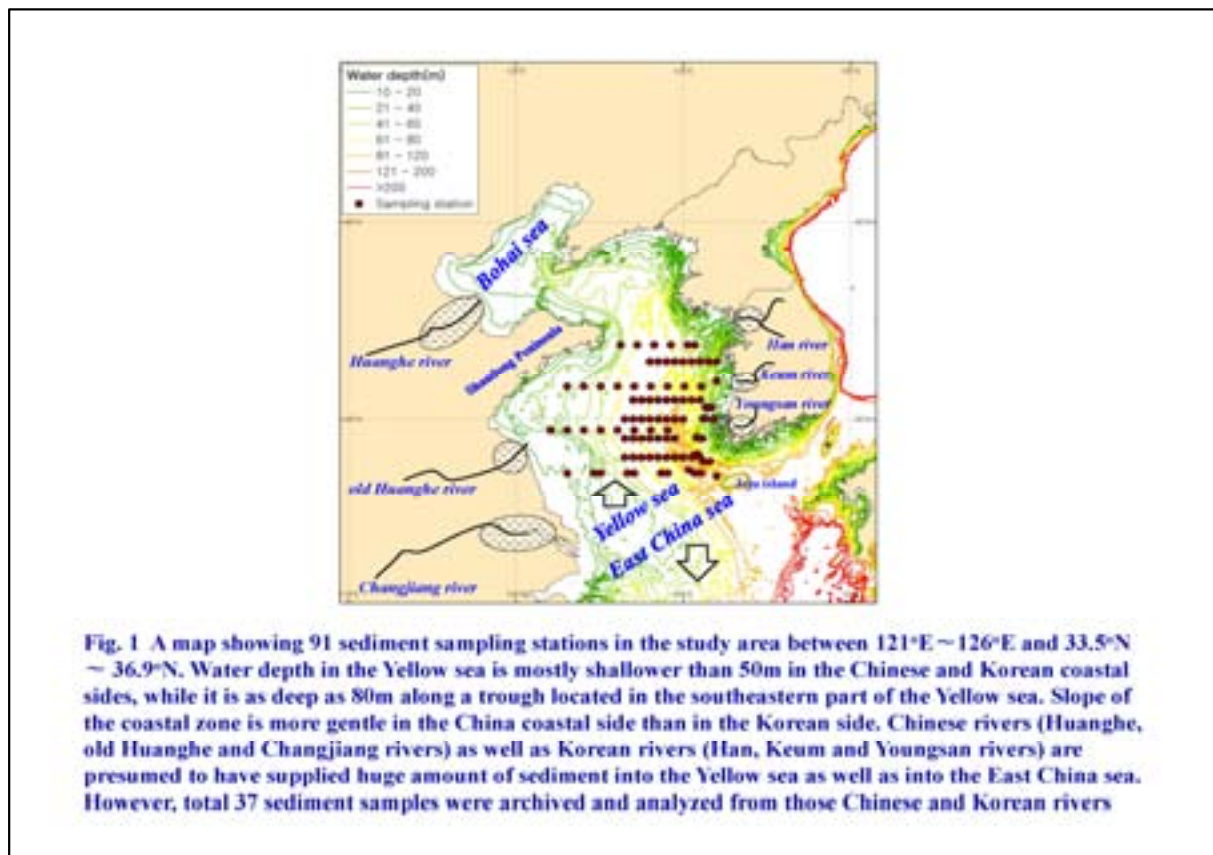 Water depth(m)
10 ~ 20
21 ~ 40
41 ~ 60
61 ~ 80
81 ~ 120
121 ~ 200
>200
Sampling station
Bohai sea
Huanghe river
Shandong Peninsula
Han river
Keum river
Youngsan river
old Huanghe river
Jeju island
Yellow sea
East China sea
Changjiang river
Fig. 1 A map showing 91 sediment sampling stations in the study area between 121°E ~ 126°E and 33.5°N
~ 36.9°N. Water depth in the Yellow sea is mostly shallower than 50m in the Chinese and Korean coastal
sides, while it is as deep as 80m along a trough located in the southeastern part of the Yellow sea. Slope of
the coastal zone is more gentle in the China coastal side than in the Korean side. Chinese rivers (Huanghe,
old Huanghe and Changjiang rivers) as well as Korean rivers (Han, Keum and Youngsan rivers) are
presumed to have supplied huge amount of sediment into the Yellow sea as well as into the East China sea.
However, total 37 sediment samples were archived and analyzed from those Chinese and Korean rivers